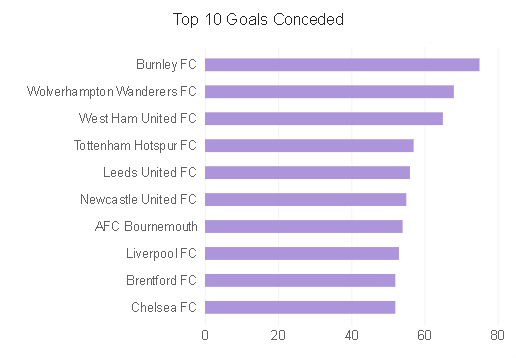 Top 10 Goals Conceded
Burnley FC
Wolverhampton Wanderers FC
West Ham United FC
Tottenham Hotspur FC
Leeds United FC
Newcastle United FC
AFC Bournemouth
Liverpool FC
Brentford FC
Chelsea FC
0 20 40 60 80